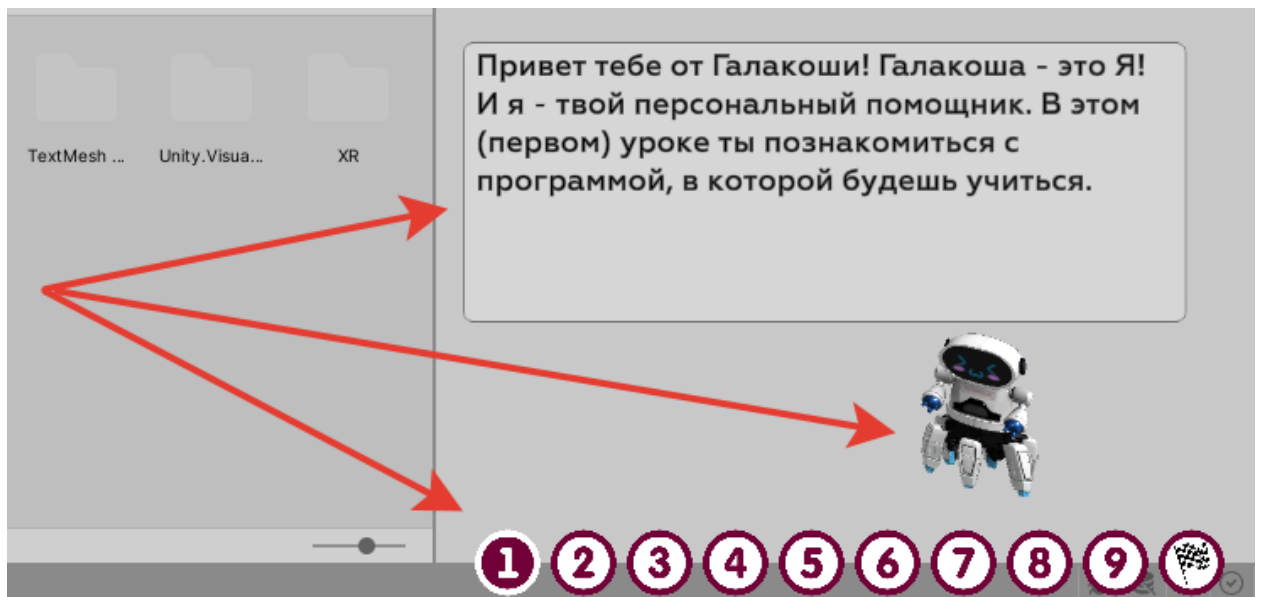 Привет тебе от Галакоши! Галакоша - это Я!
И я - твой персональный помощник. В этом
(первом) уроке ты познакомиться с
программой, в которой будешь учиться.
TextMesh ... Unity.Visua... XR
1 2 3 4 5 6 7 8 9